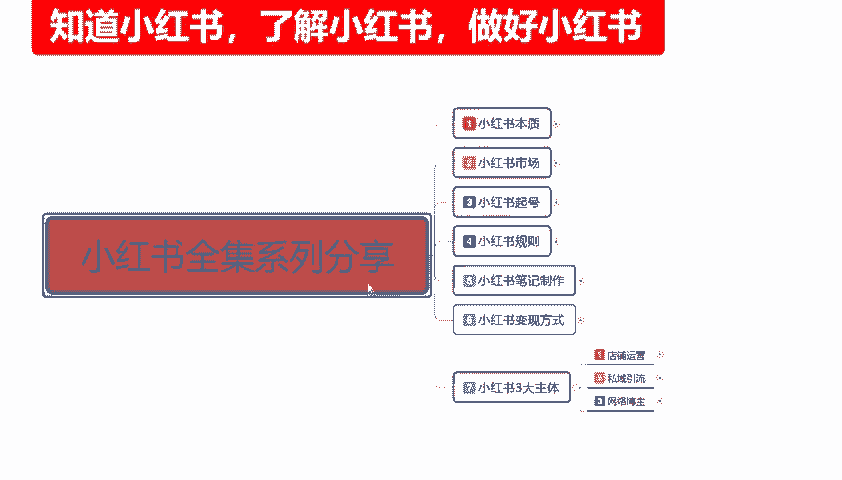 知道小红书，了解小红书，做好小红书
小红书全集系列分享
1 小红书本质
2 小红书市场
3 小红书起号
4 小红书规则
5 小红书笔记制作
6 小红书变现方式
7 小红书3大主体
1 店铺运营
2 私域引流
3 网络博主